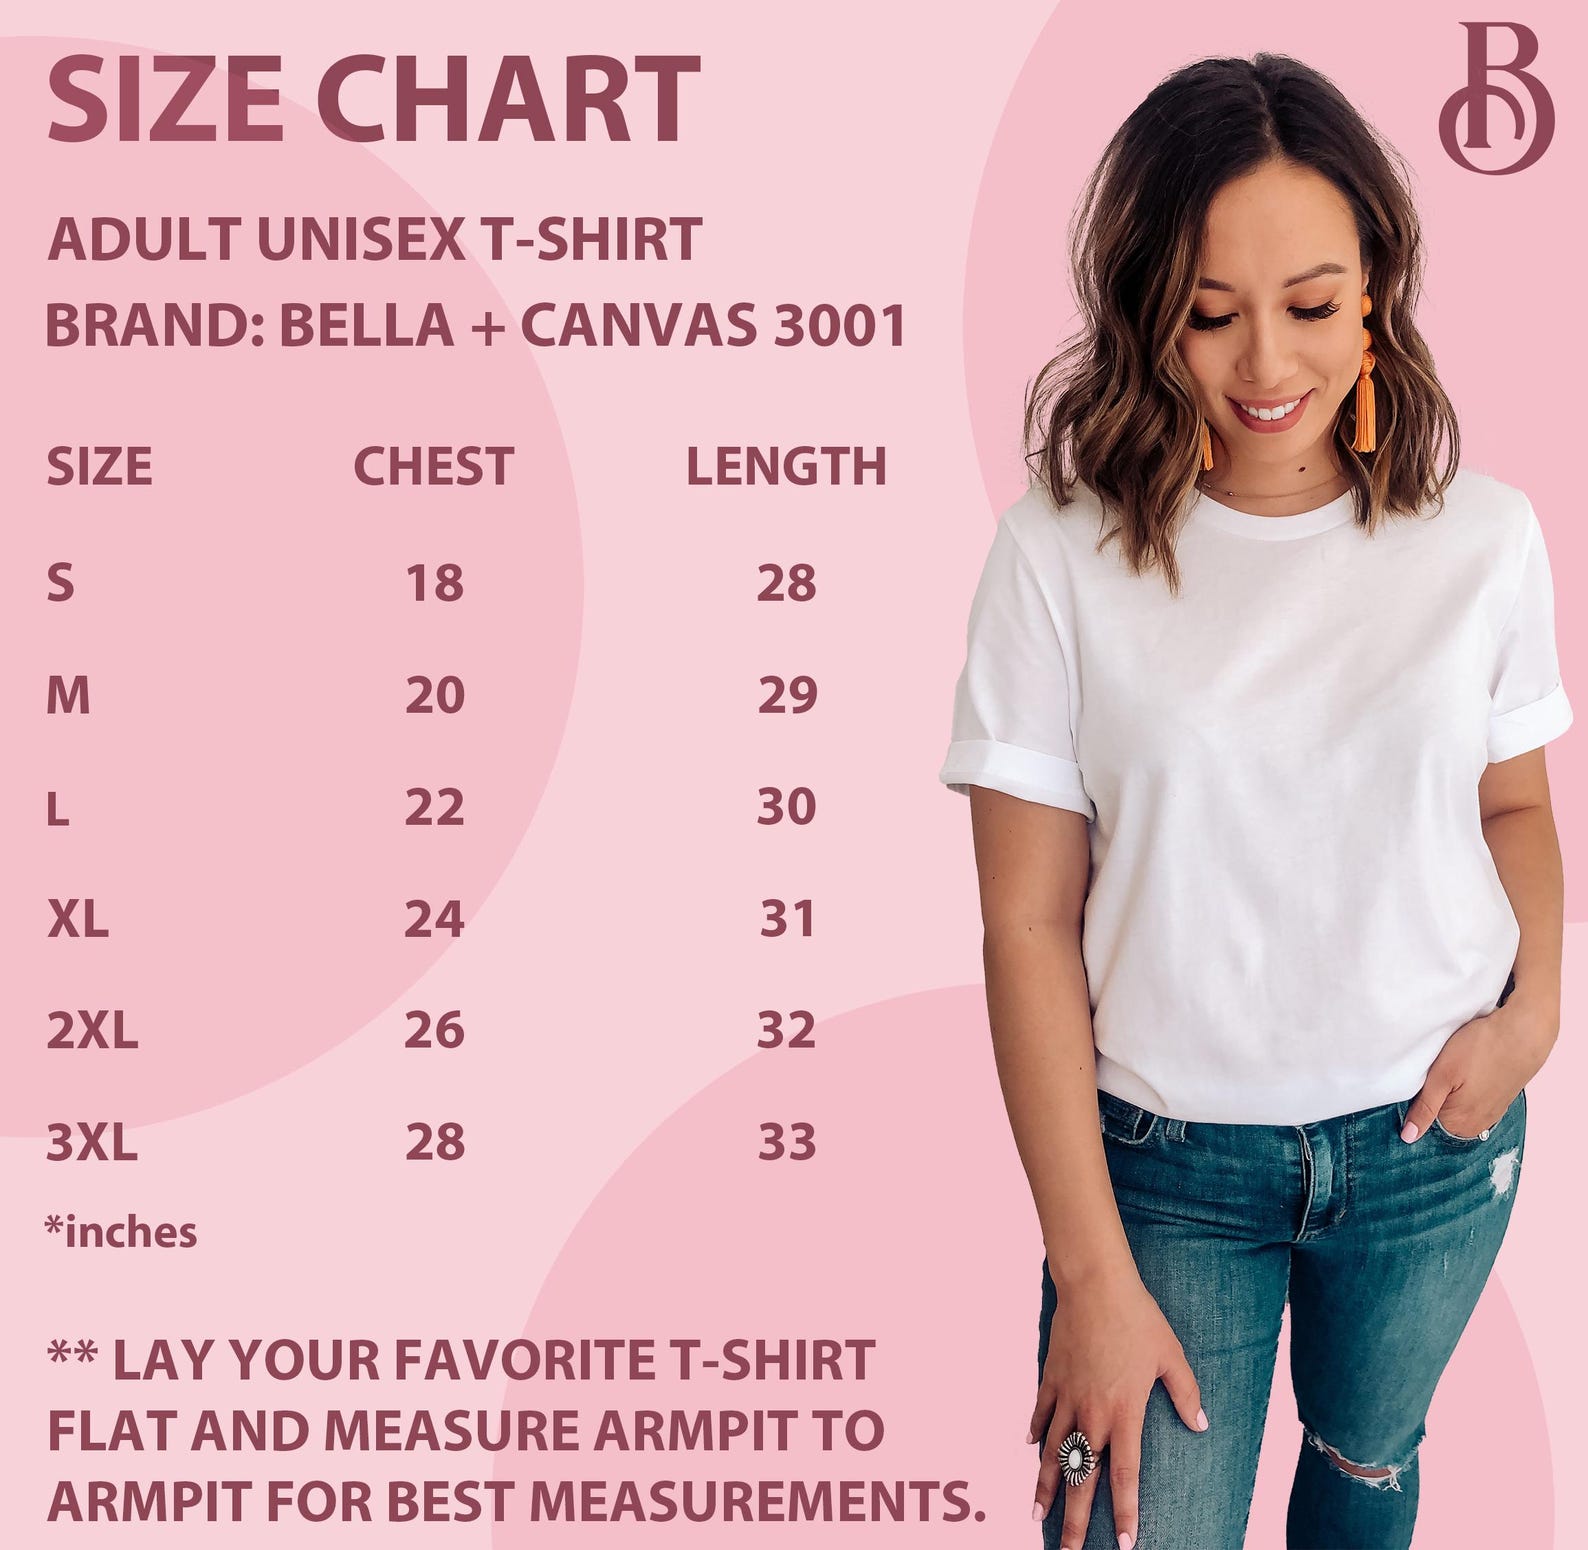 SIZE CHART
ADULT UNISEX T-SHIRT
BRAND: BELLA + CANVAS 3001
SIZE CHEST LENGTH
S 18 28
M 20 29
L 22 30
XL 24 31
2XL 26 32
3XL 28 33
*inches
** LAY YOUR FAVORITE T-SHIRT
FLAT AND MEASURE ARMPIT TO
ARMPIT FOR BEST MEASUREMENTS.